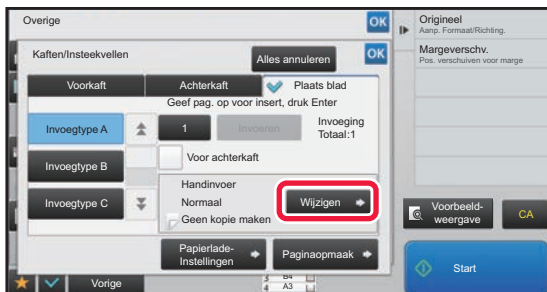 Overige
OK
Origineel
Aanp. Formaat/Richting.
Kaften/Insteekvellen
Alles annuleren
OK
Margeverschv.
Pos. verschuiven voor marge
Voorkaft
Achterkaft
Plaats blad
Geef pag. op voor insert, druk Enter
Invoegtype A
1
Invoeren
Invoeging
Totaal:1
Voor achterkaft
Invoegtype B
Handinvoer
Normaal
Geen kopie maken
Wijzigen
Invoegtype C
Voorbeeld-
weergave
CA
Papierlade-
Instellingen
Paginaopmaak
Start
Vorige
3 B4
4 A3